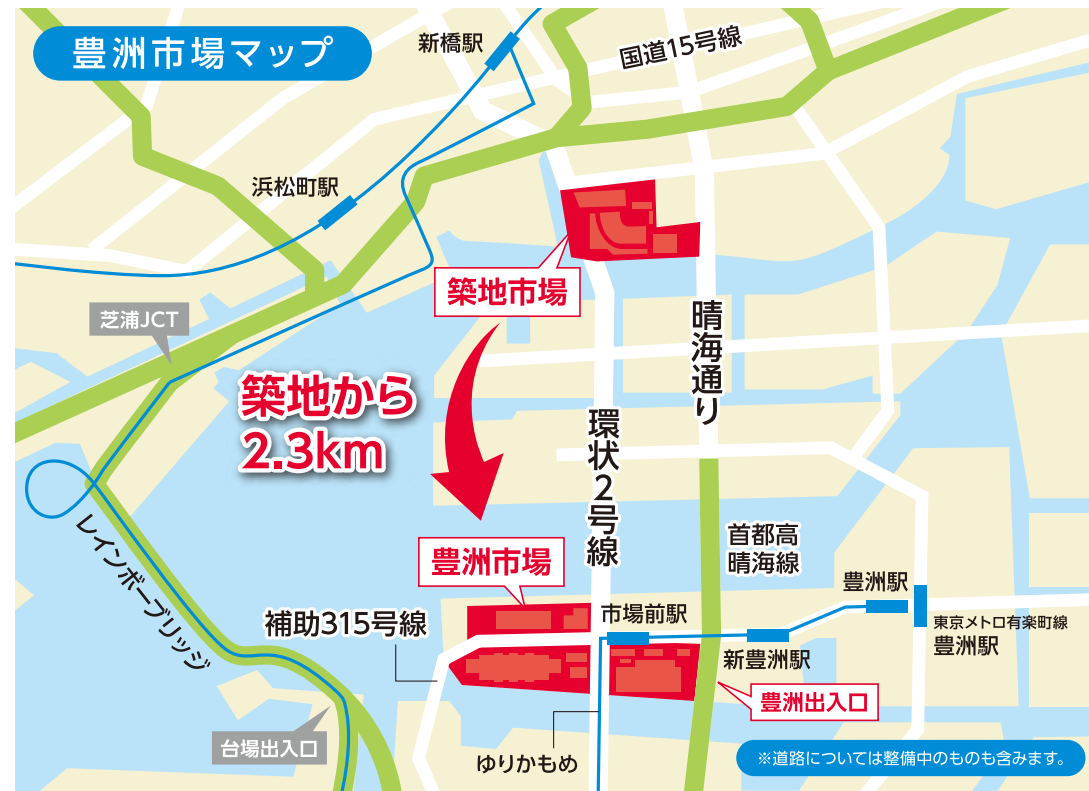 豊洲市場マップ
新橋駅
国道15号線
浜松町駅
築地市場
芝浦JCT
晴海通り
築地から
2.3km
環状2号線
レインボーブリッジ
首都高
晴海線
豊洲市場
豊洲駅
補助315号線
市場前駅
東京メトロ有楽町線
豊洲駅
新豊洲駅
豊洲出入口
台場出入口
ゆりかもめ
※道路については整備中のものも含みます。